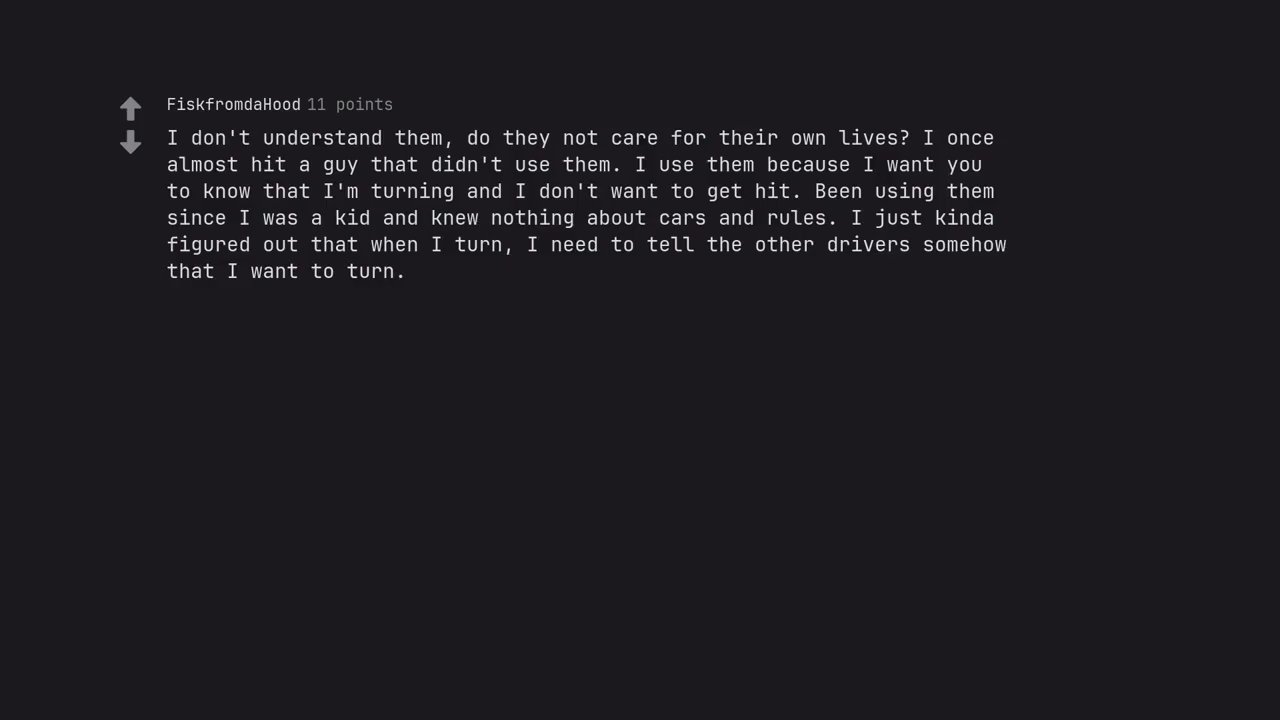 FiskfromdaHood 11 points
I don't understand them, do they not care for their own lives? I once
almost hit a guy that didn't use them. I use them because I want you
to know that I'm turning and I don't want to get hit. Been using them
since I was a kid and knew nothing about cars and rules. I just kinda
figured out that when I turn, I need to tell the other drivers somehow
that I want to turn.